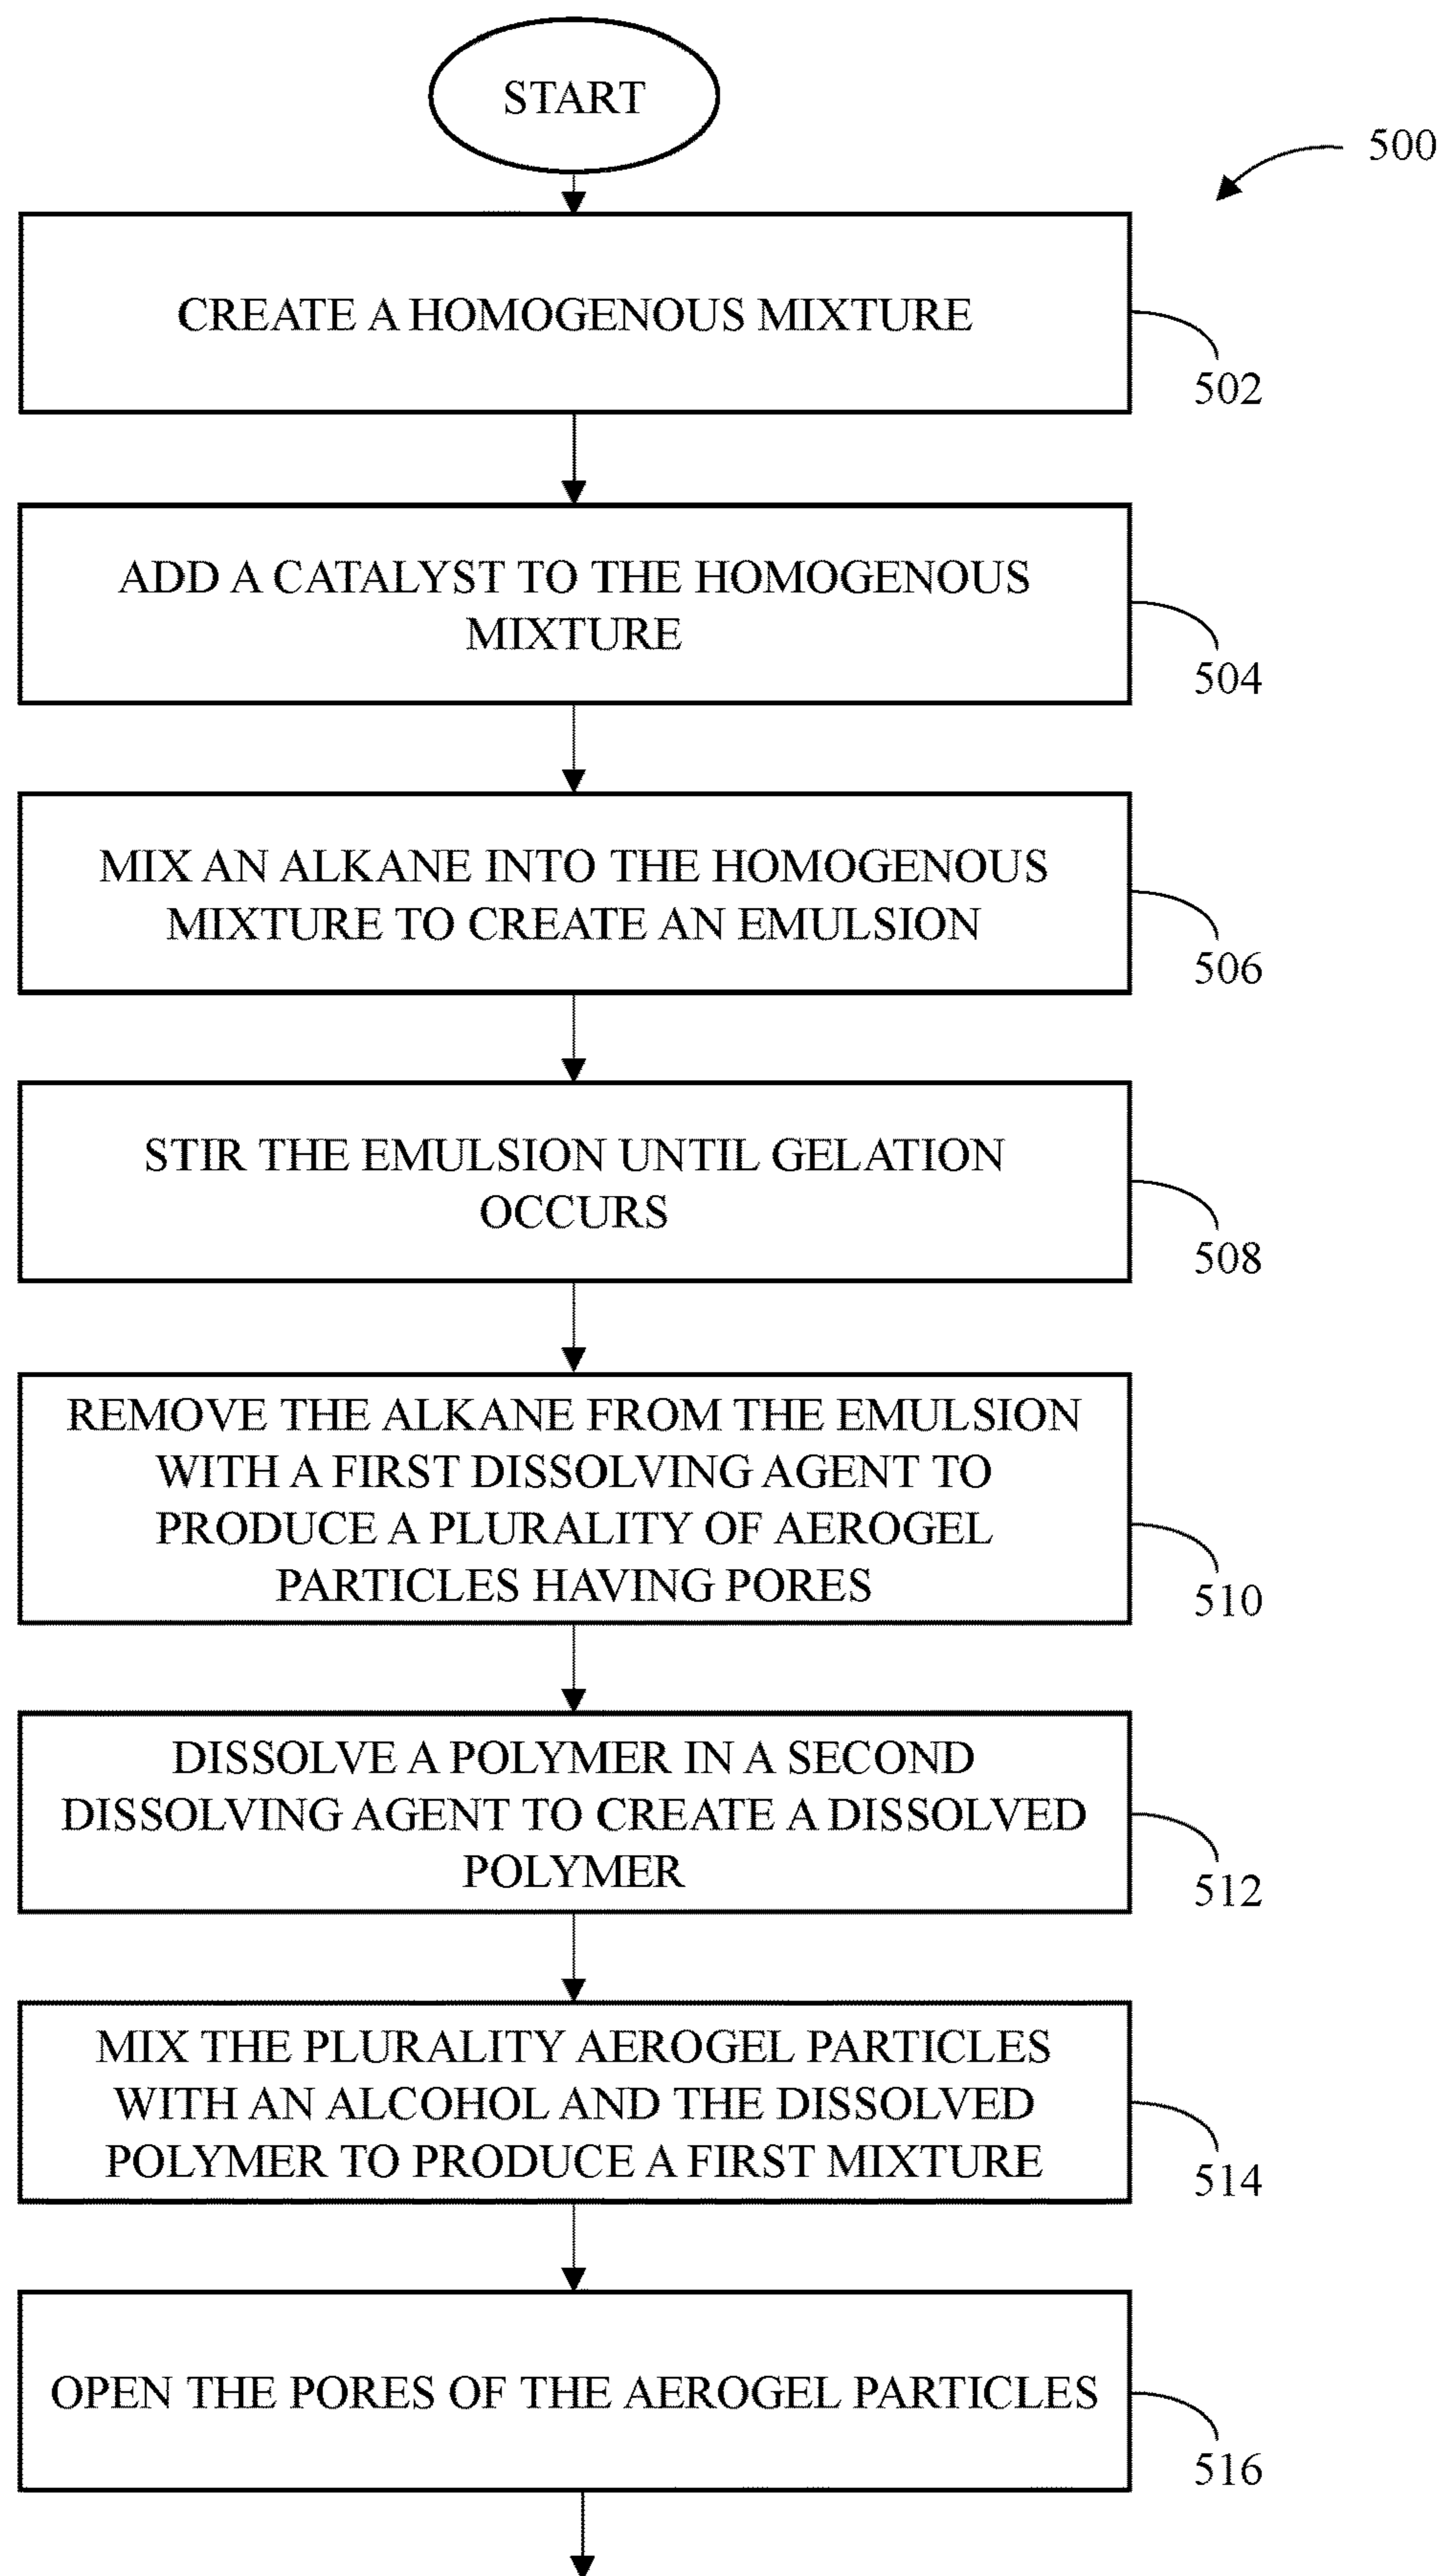 START
500
CREATE A HOMOGENOUS MIXTURE
502
ADD A CATALYST TO THE HOMOGENOUS
MIXTURE
504
MIX AN ALKANE INTO THE HOMOGENOUS
MIXTURE TO CREATE AN EMULSION
506
STIR THE EMULSION UNTIL GELATION
OCCURS
508
REMOVE THE ALKANE FROM THE EMULSION
WITH A FIRST DISSOLVING AGENT TO
PRODUCE A PLURALITY OF AEROGEL
PARTICLES HAVING PORES
510
DISSOLVE A POLYMER IN A SECOND
DISSOLVING AGENT TO CREATE A DISSOLVED
POLYMER
512
MIX THE PLURALITY AEROGEL PARTICLES
WITH AN ALCOHOL AND THE DISSOLVED
POLYMER TO PRODUCE A FIRST MIXTURE
514
OPEN THE PORES OF THE AEROGEL PARTICLES
516